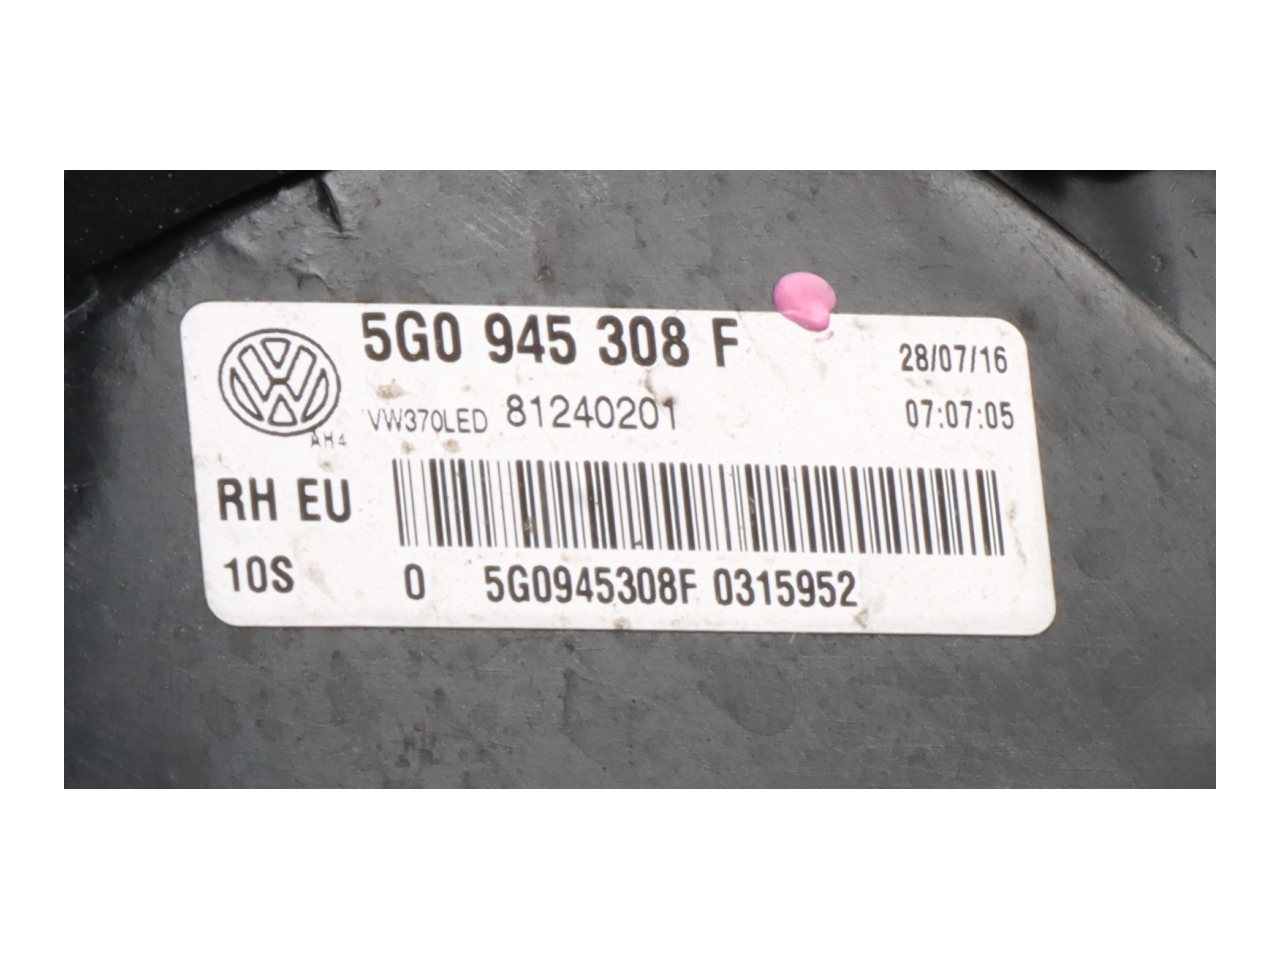 5G0 945 308 F
28/07/16
VW370LED 81240201
07:07:05
AH4
RH EU
10S
0 5G0945308F 0315952